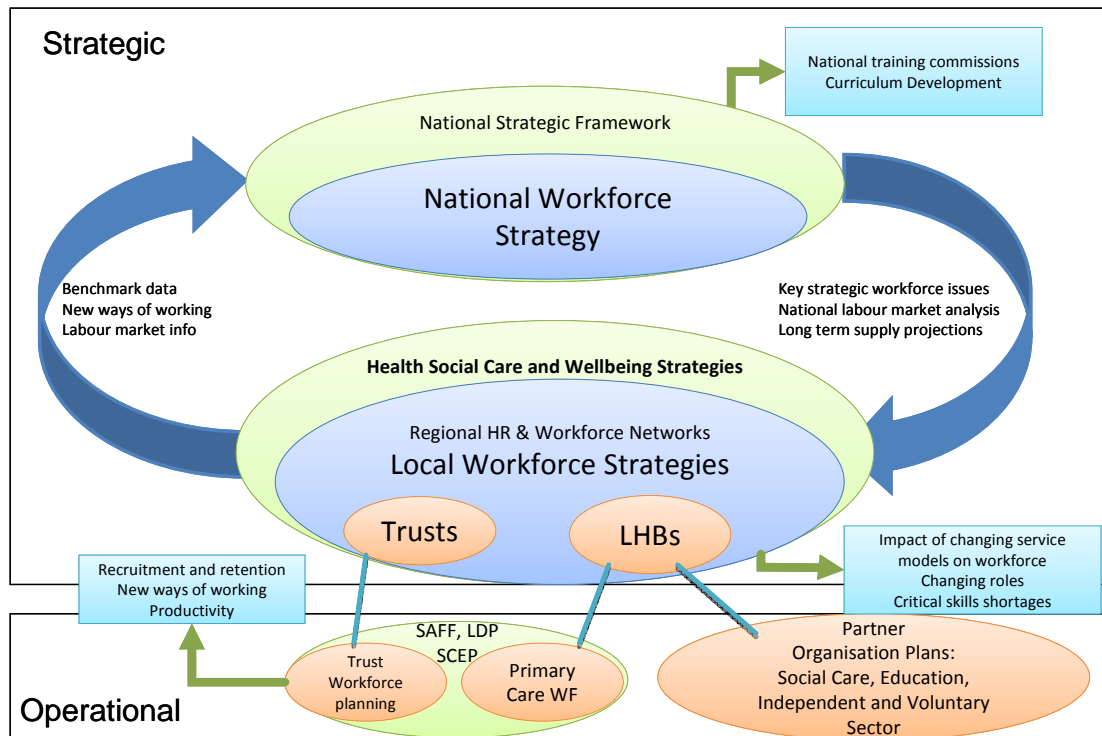 Strategic
National training commissions
Curriculum Development
National Strategic Framework
National Workforce
Strategy
Benchmark data
New ways of working
Labour market info
Key strategic workforce issues
National labour market analysis
Long term supply projections
Health Social Care and Wellbeing Strategies
Regional HR & Workforce Networks
Local Workforce Strategies
Trusts
LHBs
Recruitment and retention
New ways of working
Productivity
Impact of changing service
models on workforce
Changing roles
Critical skills shortages
SAFF, LDP
SCEP
Trust
Workforce
planning
Primary
Care WF
Partner
Organisation Plans:
Social Care, Education,
Independent and Voluntary
Sector
Operational